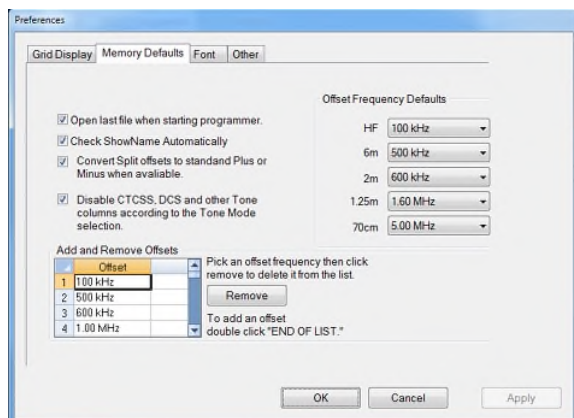 Preferences
Grid Display Memory Defaults Font Other
Open last file when starting programmer.
Check ShowName Automatically
Convert Split offsets to standand Plus or
Minus when avaliable.
Disable CTCSS, DCS and other Tone
columns according to the Tone Mode
selection.
Offset Frequency Defaults
HF 100 kHz
6m 500 kHz
2m 600 kHz
1.25m 1.60 MHz
70cm 5.00 MHz
Add and Remove Offsets
Offset
1 100 kHz
2 500 kHz
3 600 kHz
4 1.00 MHz
Pick an offset frequency then click
remove to delete it from the list.
Remove
To add an offset
double click "END OF LIST."
OK Cancel Apply